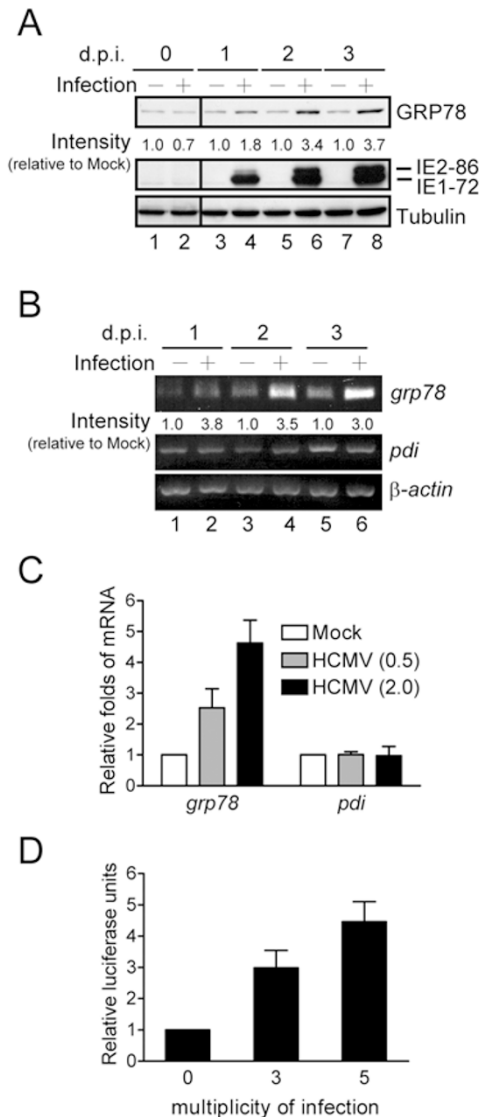 A
d.p.i. 0 1 2 3
Infection − + − + − + − +
GRP78
Intensity 1.0 0.7 1.0 1.8 1.0 3.4 1.0 3.7
(relative to Mock)
IE2-86
IE1-72
Tubulin
1 2 3 4 5 6 7 8
B
d.p.i. 1 2 3
Infection − + − + − +
grp78
Intensity 1.0 3.8 1.0 3.5 1.0 3.0
(relative to Mock)
pdi
β-actin
1 2 3 4 5 6
C
Relative folds of mRNA
6
5
4
3
2
1
0
Mock
HCMV (0.5)
HCMV (2.0)
grp78 pdi
D
Relative luciferase units
6
5
4
3
2
1
0
0 3 5
multiplicity of infection